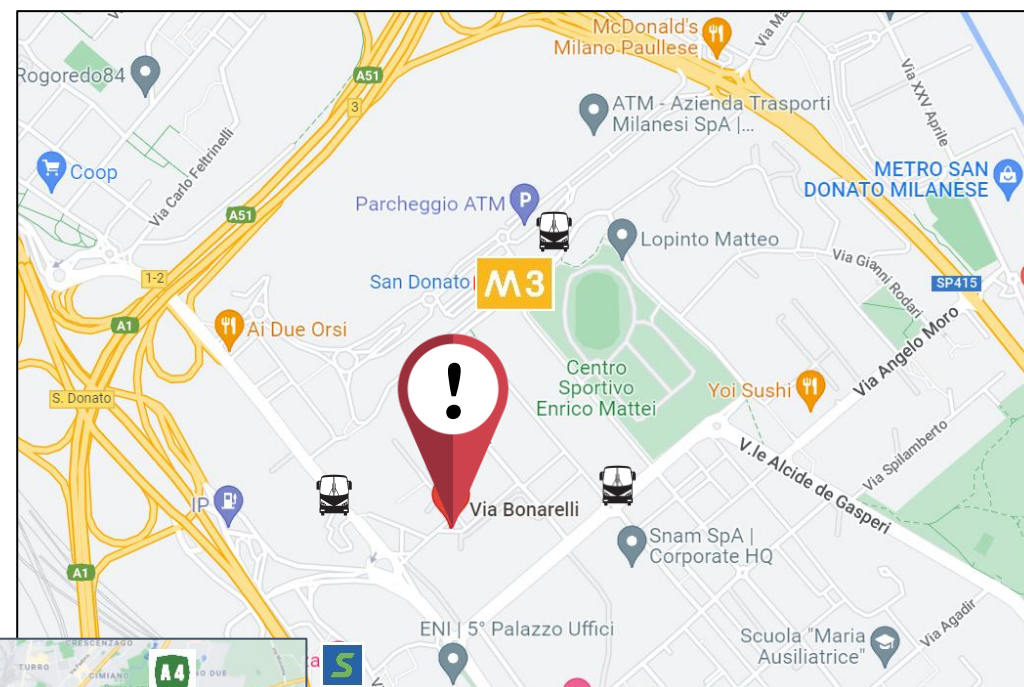 McDonald's
Milano Paullese
Rogoredo84
A51
3
ATM - Azienda Trasporti
Milanesi SpA |...
Via XXV Aprile
Via Carlo Feltrinelli
Coop
METRO SAN
DONATO MILANESE
Parcheggio ATM
P
A51
Lopinto Matteo
Via Gianni Rodari
1-2
San Donato
M3
SP415
A1
Ai Due Orsi
!
Via Angelo Moro
Centro
Sportivo
Enrico Mattei
S. Donato
Yoi Sushi
V.le Alcide de Gasperi
Via Spilamberto
IP
Via Bonarelli
Snam SpA |
Corporate HQ
A1
Via Agadir
ENI | 5° Palazzo Uffici
Scuola "Maria
Ausiliatrice"
CRESCENZAGO
TURRO
CIMIANO
A4
S